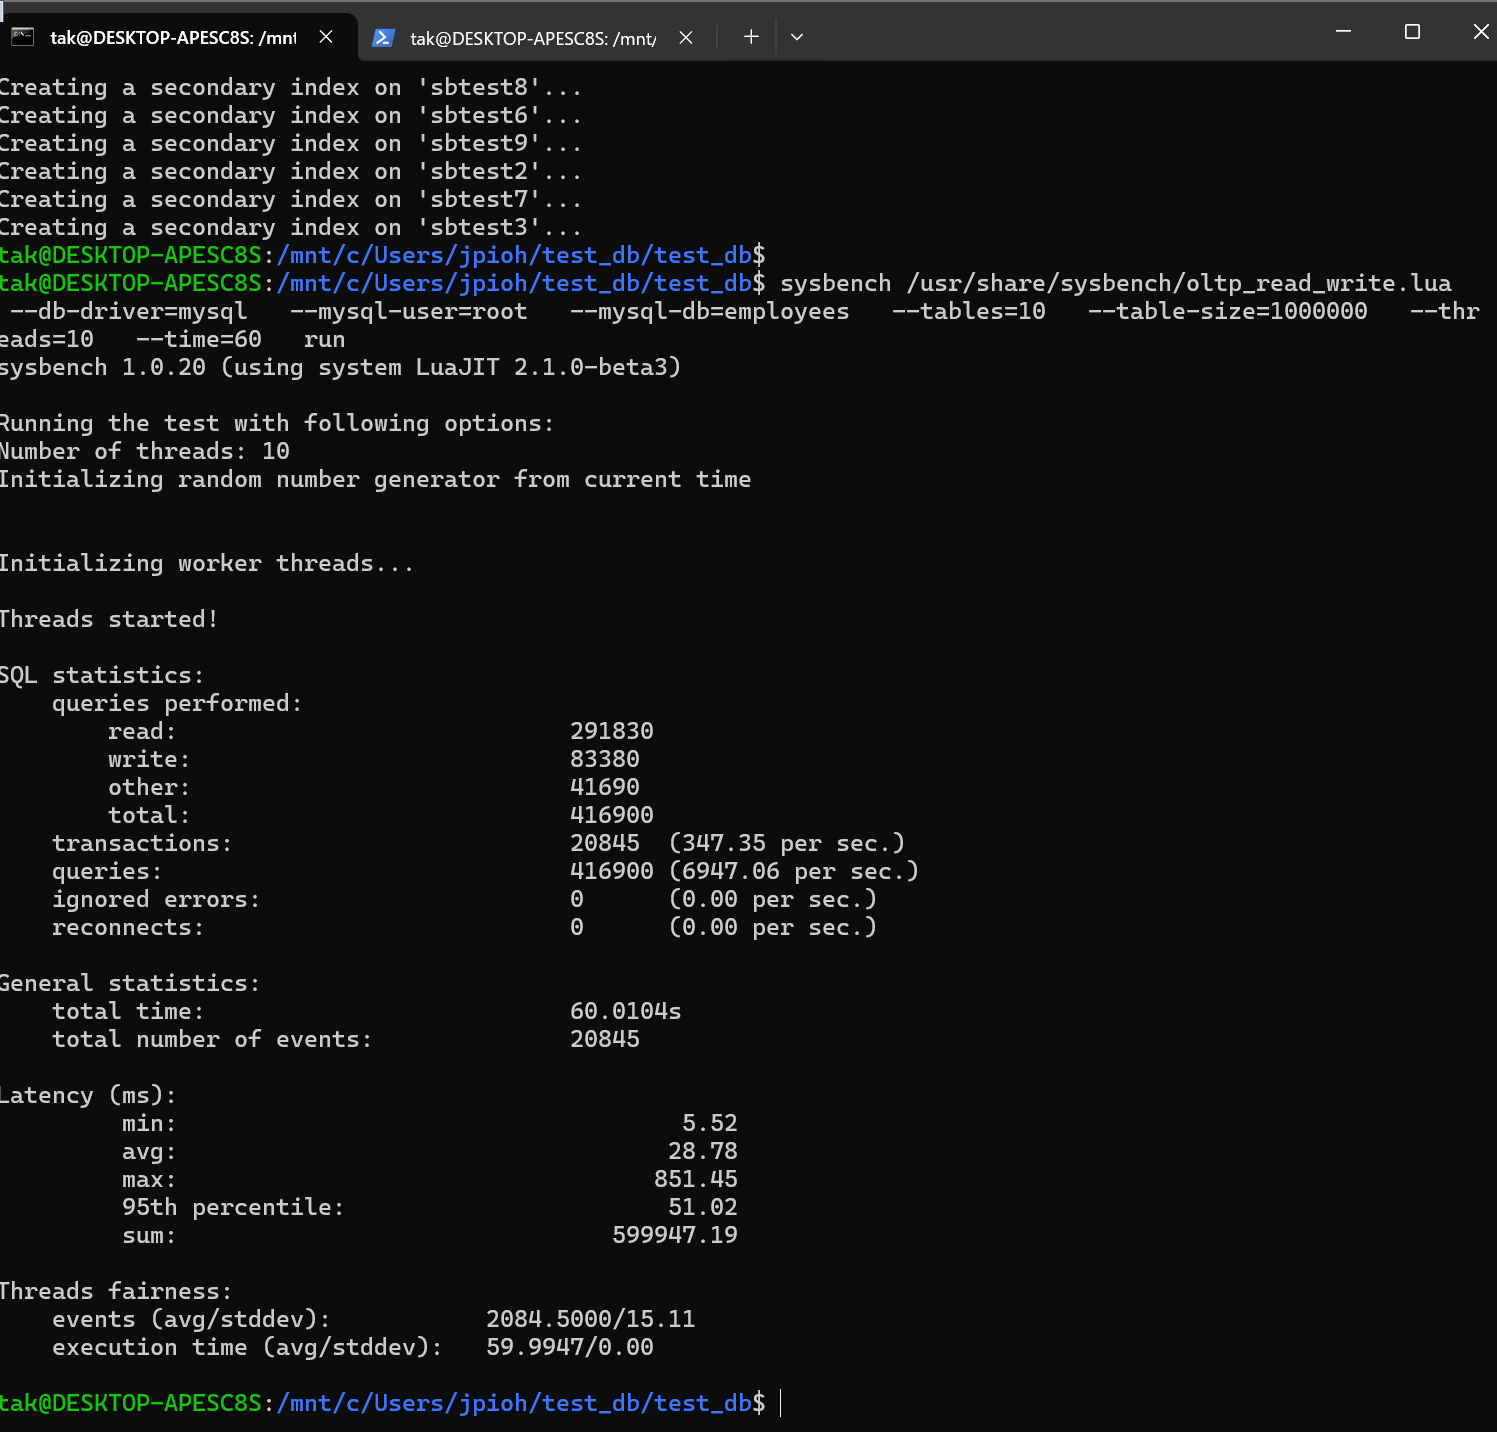 tak@DESKTOP-APESC8S: /mnt
tak@DESKTOP-APESC8S: /mnt/
Creating a secondary index on 'sbtest8'...
Creating a secondary index on 'sbtest6'...
Creating a secondary index on 'sbtest9'...
Creating a secondary index on 'sbtest2'...
Creating a secondary index on 'sbtest7'...
Creating a secondary index on 'sbtest3'...
tak@DESKTOP-APESC8S:/mnt/c/Users/jpioh/test_db/test_db$
tak@DESKTOP-APESC8S:/mnt/c/Users/jpioh/test_db/test_db$ sysbench /usr/share/sysbench/oltp_read_write.lua
--db-driver=mysql   --mysql-user=root   --mysql-db=employees   --tables=10   --table-size=1000000   --thr
eads=10   --time=60   run
sysbench 1.0.20 (using system LuaJIT 2.1.0-beta3)
Running the test with following options:
Number of threads: 10
Initializing random number generator from current time
Initializing worker threads...
Threads started!
SQL statistics:
queries performed:
read: 291830
write: 83380
other: 41690
total: 416900
transactions: 20845 (347.35 per sec.)
queries: 416900 (6947.06 per sec.)
ignored errors: 0 (0.00 per sec.)
reconnects: 0 (0.00 per sec.)
General statistics:
total time: 60.0104s
total number of events: 20845
Latency (ms):
min: 5.52
avg: 28.78
max: 851.45
95th percentile: 51.02
sum: 599947.19
Threads fairness:
events (avg/stddev): 2084.5000/15.11
execution time (avg/stddev): 59.9947/0.00
tak@DESKTOP-APESC8S:/mnt/c/Users/jpioh/test_db/test_db$